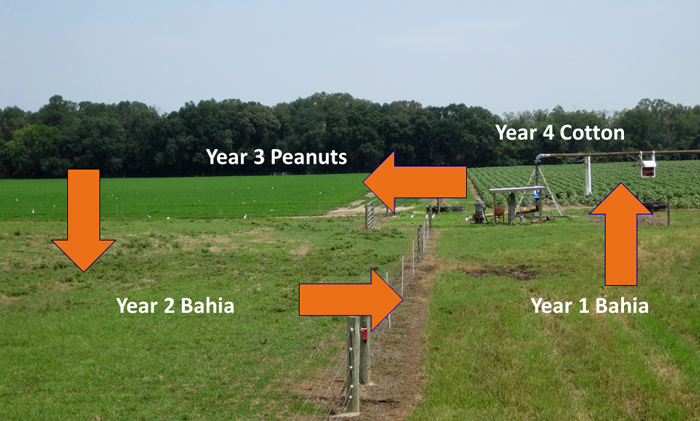 Year 4 Cotton
Year 3 Peanuts
Year 2 Bahia
Year 1 Bahia